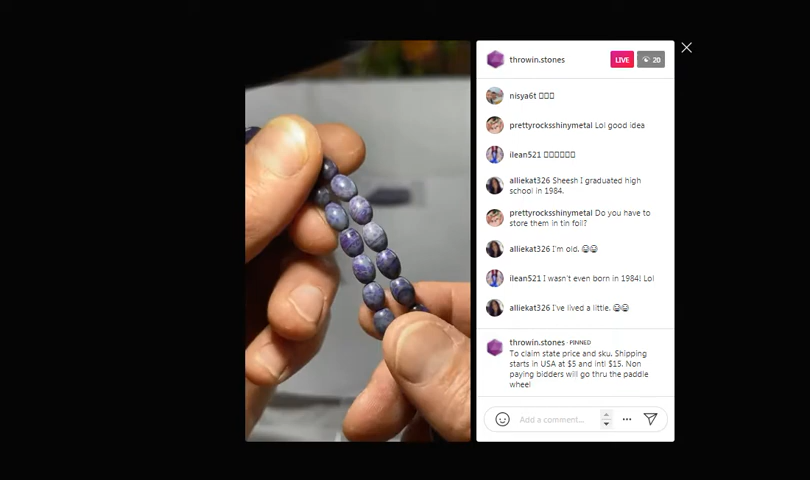 throwin.stones LIVE 20
nisya6t
prettyrocksshinymetal Lol good idea
ilean521
alliekat326 Sheesh I graduated high
school in 1984.
prettyrocksshinymetal Do you have to
store them in tin foil?
alliekat326 I'm old. 😂😂
ilean521 I wasn't even born in 1984! Lol
alliekat326 I've lived a little. 😂😂
throwin.stones · PINNED
To claim state price and sku. Shipping
starts in USA at $5 and intl $15. Non
paying bidders will go thru the paddle
wheel
Add a comment...